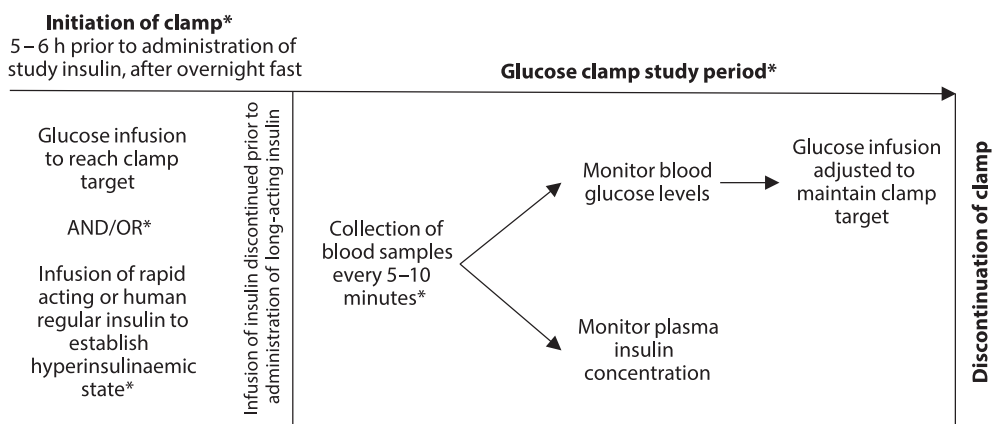 Initiation of clamp*
5–6 h prior to administration of
study insulin, after overnight fast
Glucose clamp study period*
Glucose infusion
to reach clamp
target
AND/OR*
Infusion of rapid
acting or human
regular insulin to
establish
hyperinsulinaemic
state*
Infusion of insulin discontinued prior to
administration of long-acting insulin
Collection of
blood samples
every 5–10
minutes*
Monitor blood
glucose levels
Glucose infusion
adjusted to
maintain clamp
target
Monitor plasma
insulin
concentration
Discontinuation of clamp